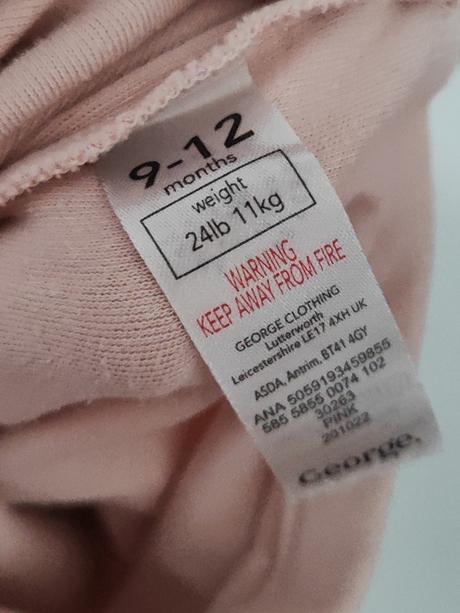 9-12
months
weight
24lb 11kg
WARNING
KEEP AWAY FROM FIRE
GEORGE CLOTHING
Lutterworth
Leicestershire LE17 4XH UK
ASDA, Antrim, BT41 4GY
ANA 5059193459855
585 5855 0074 102
30263
PINK
201022
George.